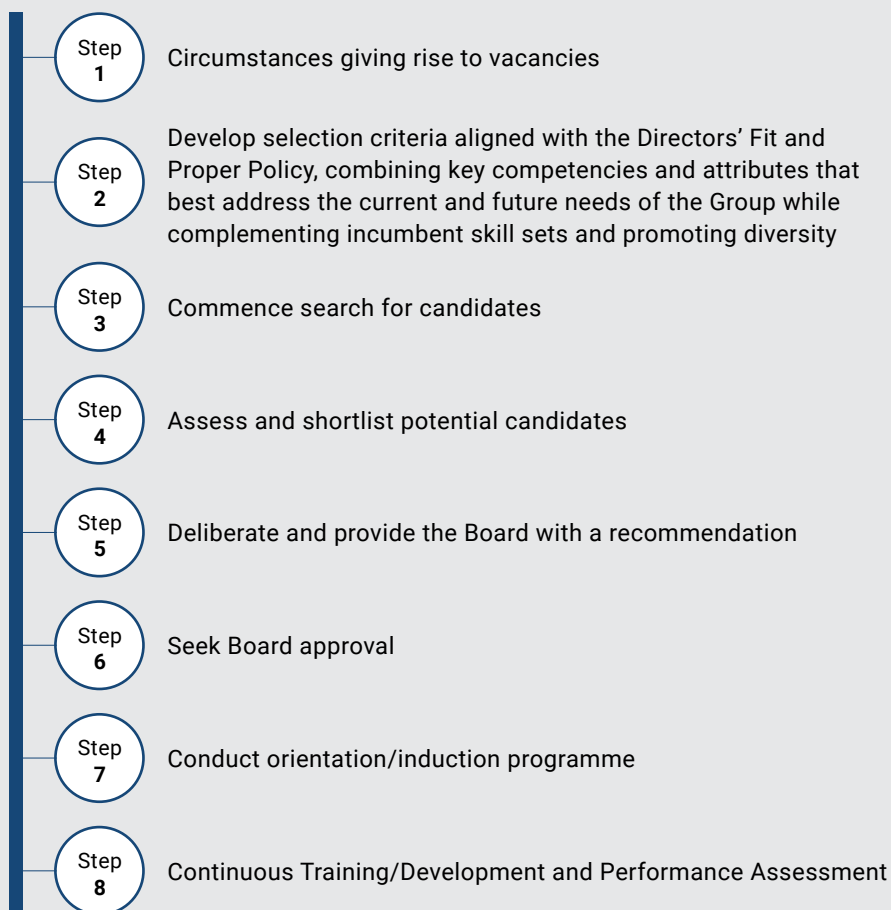 Step
1
Circumstances giving rise to vacancies
Step
2
Develop selection criteria aligned with the Directors’ Fit and
Proper Policy, combining key competencies and attributes that
best address the current and future needs of the Group while
complementing incumbent skill sets and promoting diversity
Step
3
Commence search for candidates
Step
4
Assess and shortlist potential candidates
Step
5
Deliberate and provide the Board with a recommendation
Step
6
Seek Board approval
Step
7
Conduct orientation/induction programme
Step
8
Continuous Training/Development and Performance Assessment